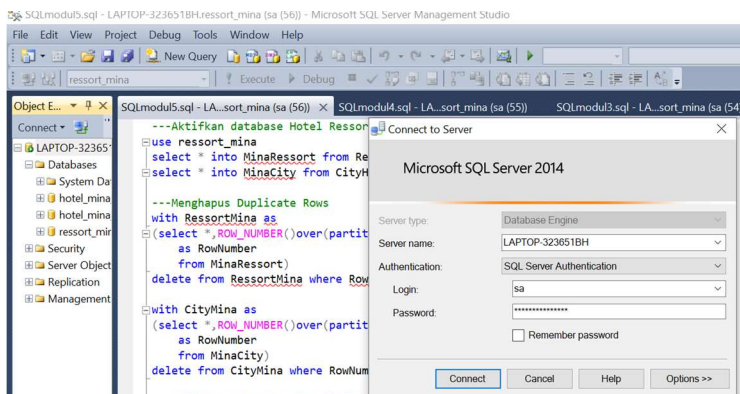 SQLmodul5.sql - LAPTOP-323651BH.ressort_mina (sa (56)) - Microsoft SQL Server Management Studio
File Edit View Project Debug Tools Window Help
New Query
ressort_mina Execute Debug
Object E...
Connect
LAPTOP-32365
Databases
System Da
hotel_mina
hotel_mina
ressort_mir
Security
Server Object
Replication
Management
SQLmodul5.sql - LA...sort_mina (sa (56)) SQLmodul4.sql - LA...sort_mina (sa (55)) SQLmodul3.sql - LA...sort_mina (sa (54
---Aktifkan database Hotel Ressor
use ressort_mina
select * into MinaRessort from Re
select * into MinaCity from CityH
---Menghapus Duplicate Rows
with RessortMina as
(select *,ROW_NUMBER()over(partit
as RowNumber
from MinaRessort)
delete from RessortMina where Row
with CityMina as
(select *,ROW_NUMBER()over(partit
as RowNumber
from MinaCity)
delete from CityMina where RowNum
Connect to Server
Microsoft SQL Server 2014
Server type: Database Engine
Server name: LAPTOP-323651BH
Authentication: SQL Server Authentication
Login: sa
Password: ***************
Remember password
Connect Cancel Help Options >>